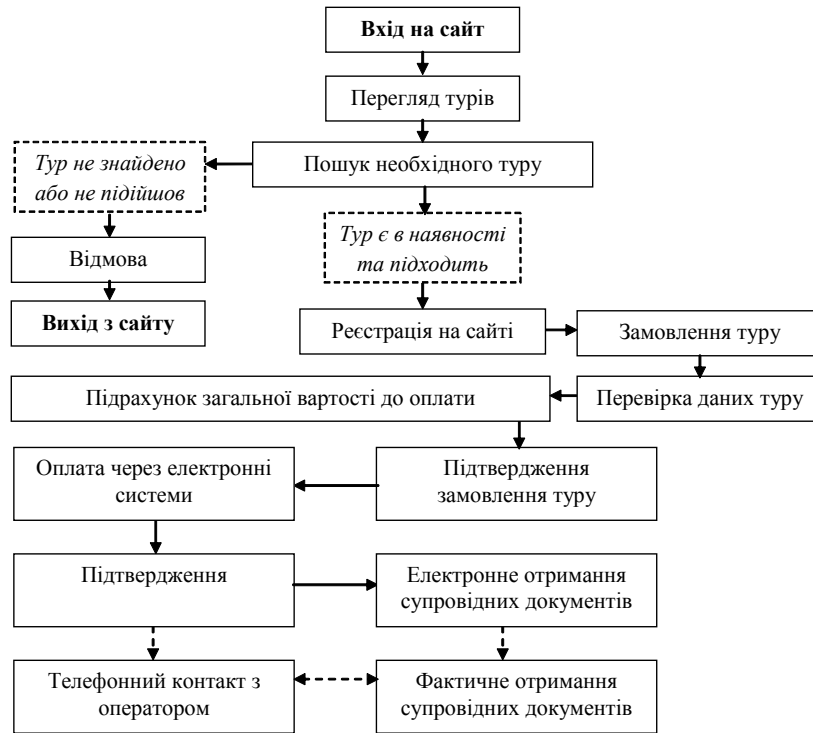 Вхід на сайт
Перегляд турів
Пошук необхідного туру
Тур не знайдено
або не підійшов
Відмова
Вихід з сайту
Тур є в наявності
та підходить
Реєстрація на сайті
Замовлення туру
Перевірка даних туру
Підрахунок загальної вартості до оплати
Підтвердження
замовлення туру
Оплата через електронні
системи
Підтвердження
Електронне отримання
супровідних документів
Телефонний контакт з
оператором
Фактичне отримання
супровідних документів